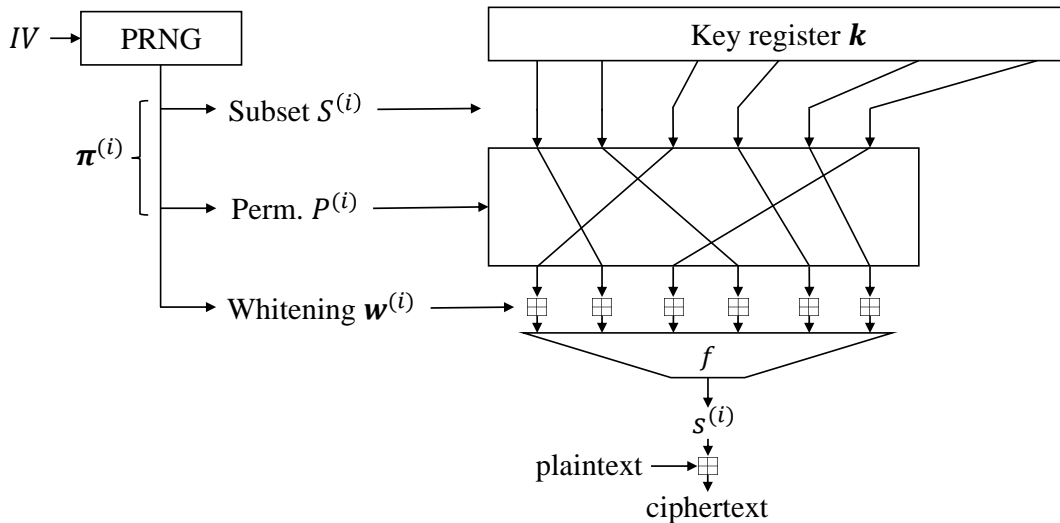 IV
PRNG
Key register k
Subset S^(i)
π^(i)
Perm. P^(i)
Whitening w^(i)
f
s^(i)
plaintext
ciphertext